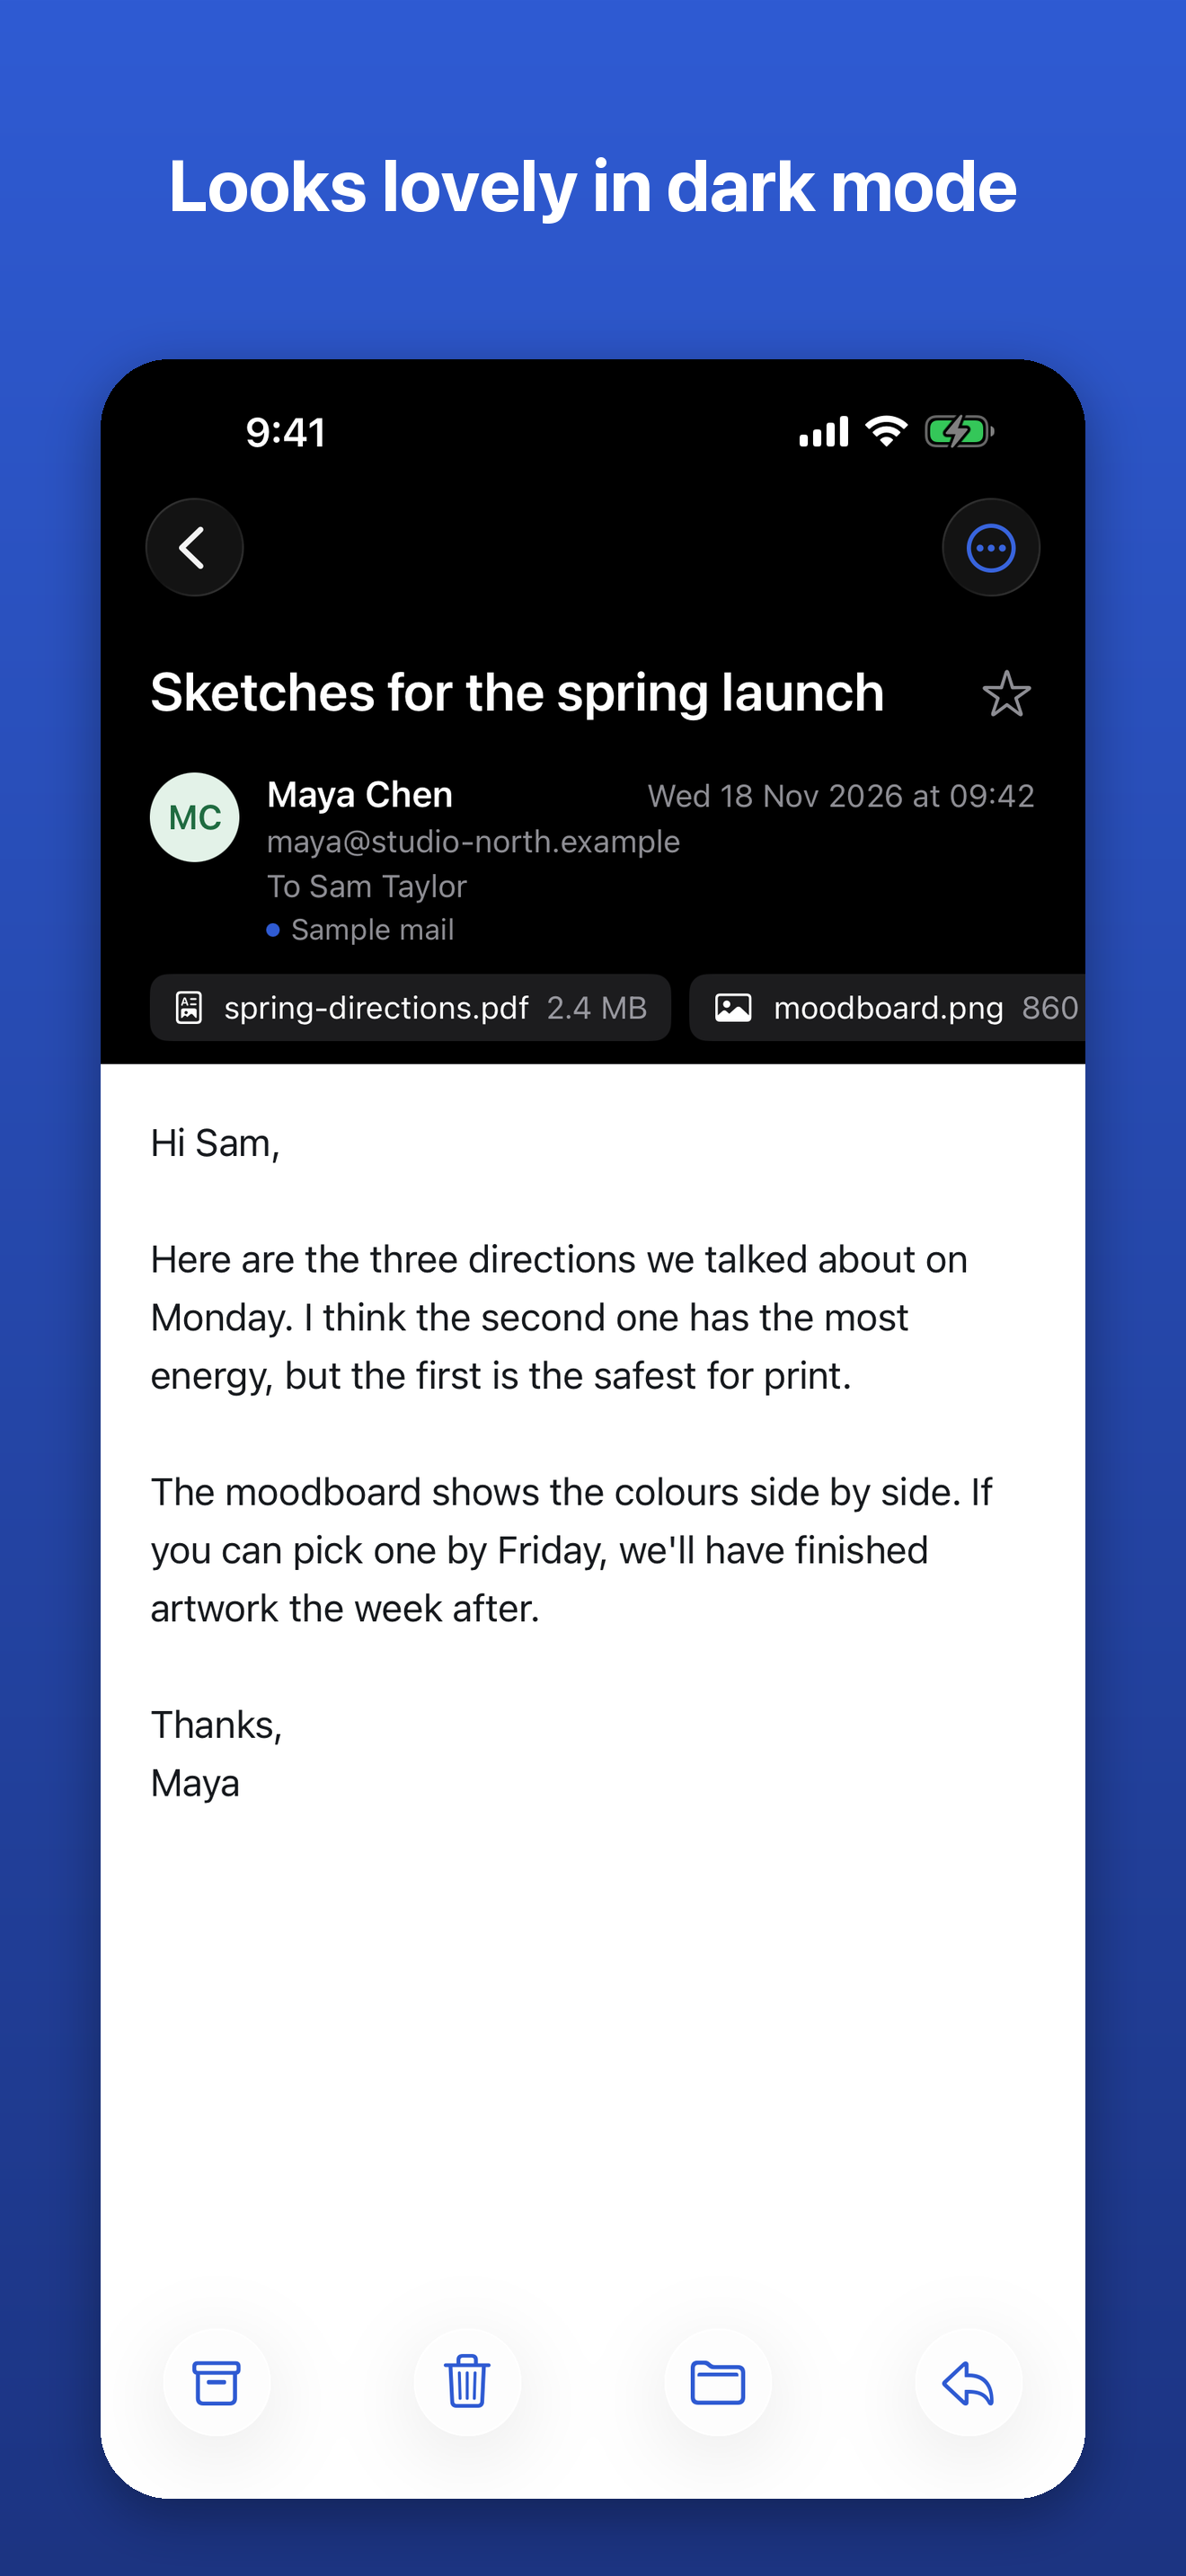 Looks lovely in dark mode
9:41
Sketches for the spring launch
MC
Maya Chen
Wed 18 Nov 2026 at 09:42
maya@studio-north.example
To Sam Taylor
Sample mail
spring-directions.pdf 2.4 MB
moodboard.png 860
Hi Sam,
Here are the three directions we talked about on
Monday. I think the second one has the most
energy, but the first is the safest for print.
The moodboard shows the colours side by side. If
you can pick one by Friday, we'll have finished
artwork the week after.
Thanks,
Maya